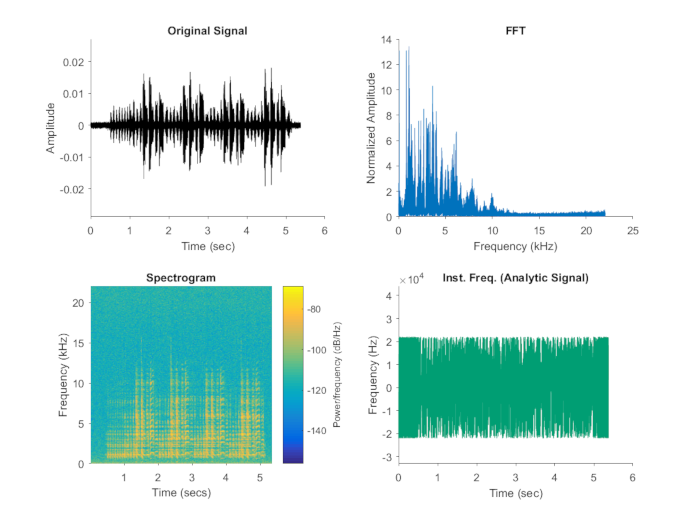 Original Signal
0.02
0.01
0
-0.01
-0.02
Amplitude
0 1 2 3 4 5 6
Time (sec)
FFT
14
12
10
8
6
4
2
0
Normalized Amplitude
0 5 10 15 20 25
Frequency (kHz)
Spectrogram
20
15
10
5
0
Frequency (kHz)
1 2 3 4 5
Time (secs)
-80
-100
-120
-140
Power/frequency (dB/Hz)
Inst. Freq. (Analytic Signal)
×10⁴
4
3
2
1
0
-1
-2
-3
Frequency (Hz)
0 1 2 3 4 5 6
Time (sec)